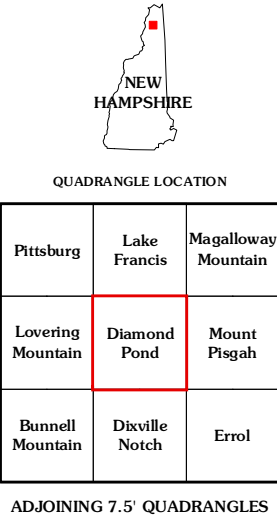 NEW
HAMPSHIRE
QUADRANGLE LOCATION
Pittsburg
Lake
Francis
Magalloway
Mountain
Lovering
Mountain
Diamond
Pond
Mount
Pisgah
Bunnell
Mountain
Dixville
Notch
Errol
ADJOINING 7.5' QUADRANGLES